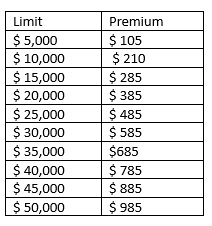 Limit Premium
$ 5,000 $ 105
$ 10,000 $ 210
$ 15,000 $ 285
$ 20,000 $ 385
$ 25,000 $ 485
$ 30,000 $ 585
$ 35,000 $685
$ 40,000 $ 785
$ 45,000 $ 885
$ 50,000 $ 985